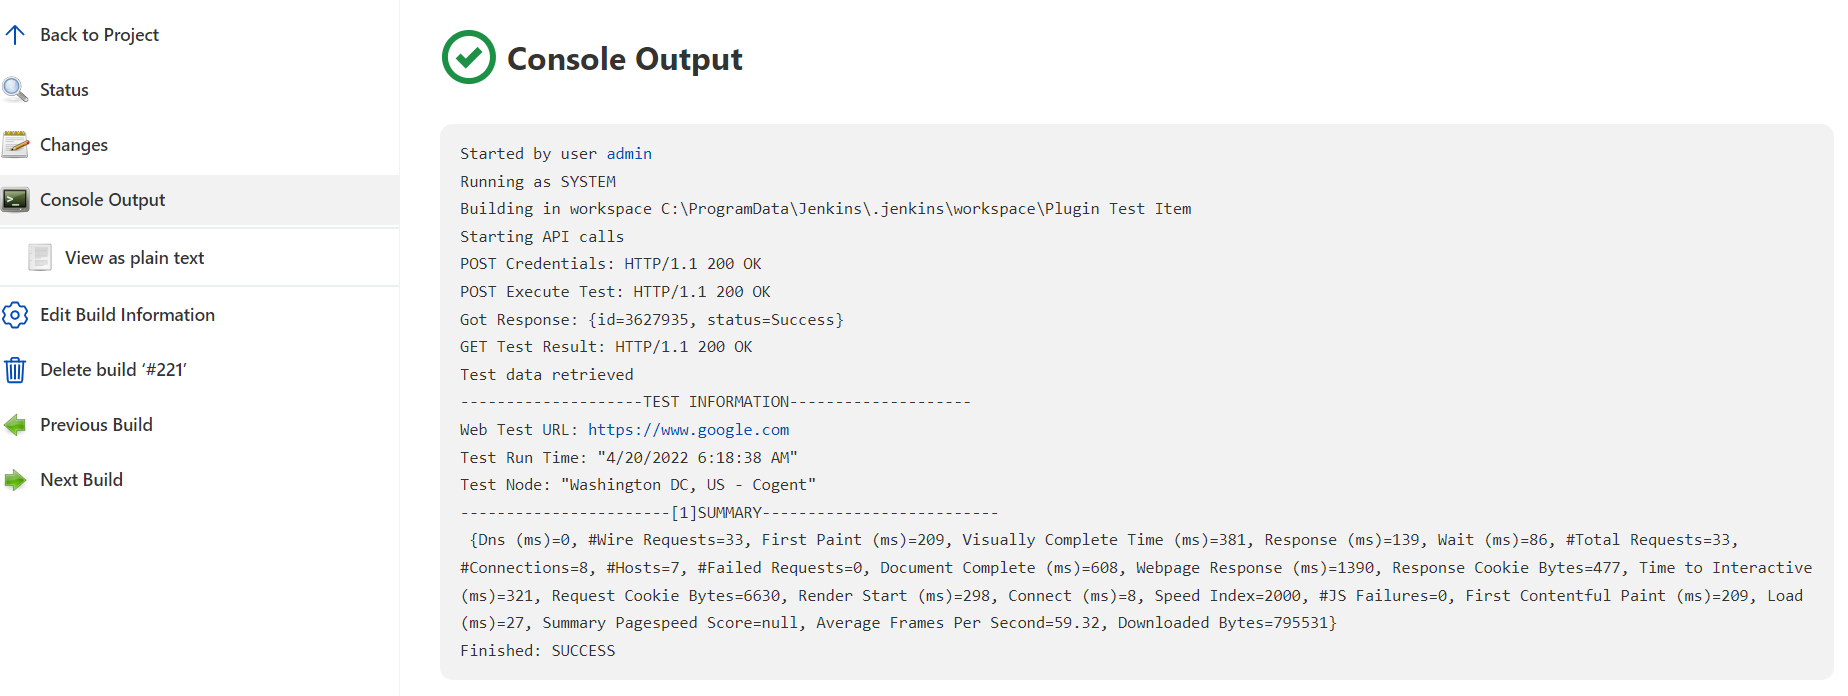 Back to Project
Status
Changes
Console Output
View as plain text
Edit Build Information
Delete build ‘#221’
Previous Build
Next Build
Console Output
Started by user admin
Running as SYSTEM
Building in workspace C:\ProgramData\Jenkins\.jenkins\workspace\Plugin Test Item
Starting API calls
POST Credentials: HTTP/1.1 200 OK
POST Execute Test: HTTP/1.1 200 OK
Got Response: {id=3627935, status=Success}
GET Test Result: HTTP/1.1 200 OK
Test data retrieved
--------------------TEST INFORMATION--------------------
Web Test URL: https://www.google.com
Test Run Time: "4/20/2022 6:18:38 AM"
Test Node: "Washington DC, US - Cogent"
-----------------------[1]SUMMARY--------------------------
{Dns (ms)=0, #Wire Requests=33, First Paint (ms)=209, Visually Complete Time (ms)=381, Response (ms)=139, Wait (ms)=86, #Total Requests=33,
#Connections=8, #Hosts=7, #Failed Requests=0, Document Complete (ms)=608, Webpage Response (ms)=1390, Response Cookie Bytes=477, Time to Interactive
(ms)=321, Request Cookie Bytes=6630, Render Start (ms)=298, Connect (ms)=8, Speed Index=2000, #JS Failures=0, First Contentful Paint (ms)=209, Load
(ms)=27, Summary Pagespeed Score=null, Average Frames Per Second=59.32, Downloaded Bytes=795531}
Finished: SUCCESS